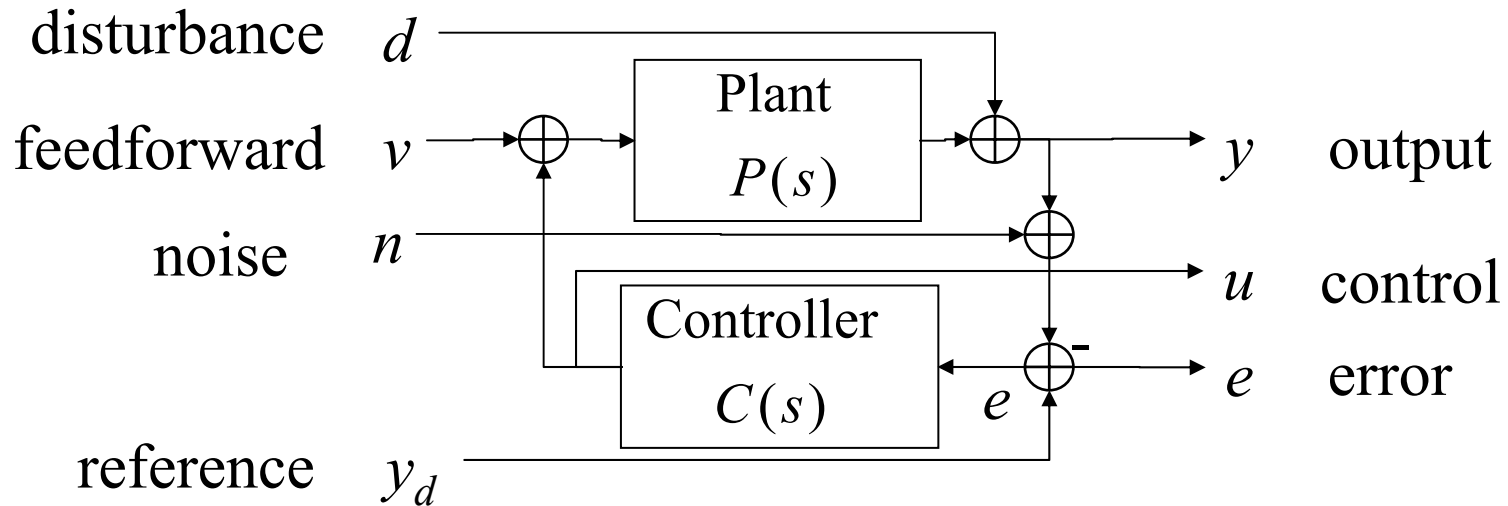 disturbance d
Plant
P(s)
feedforward v
y output
noise n
u control
Controller
C(s)
-
e
e error
reference y_d